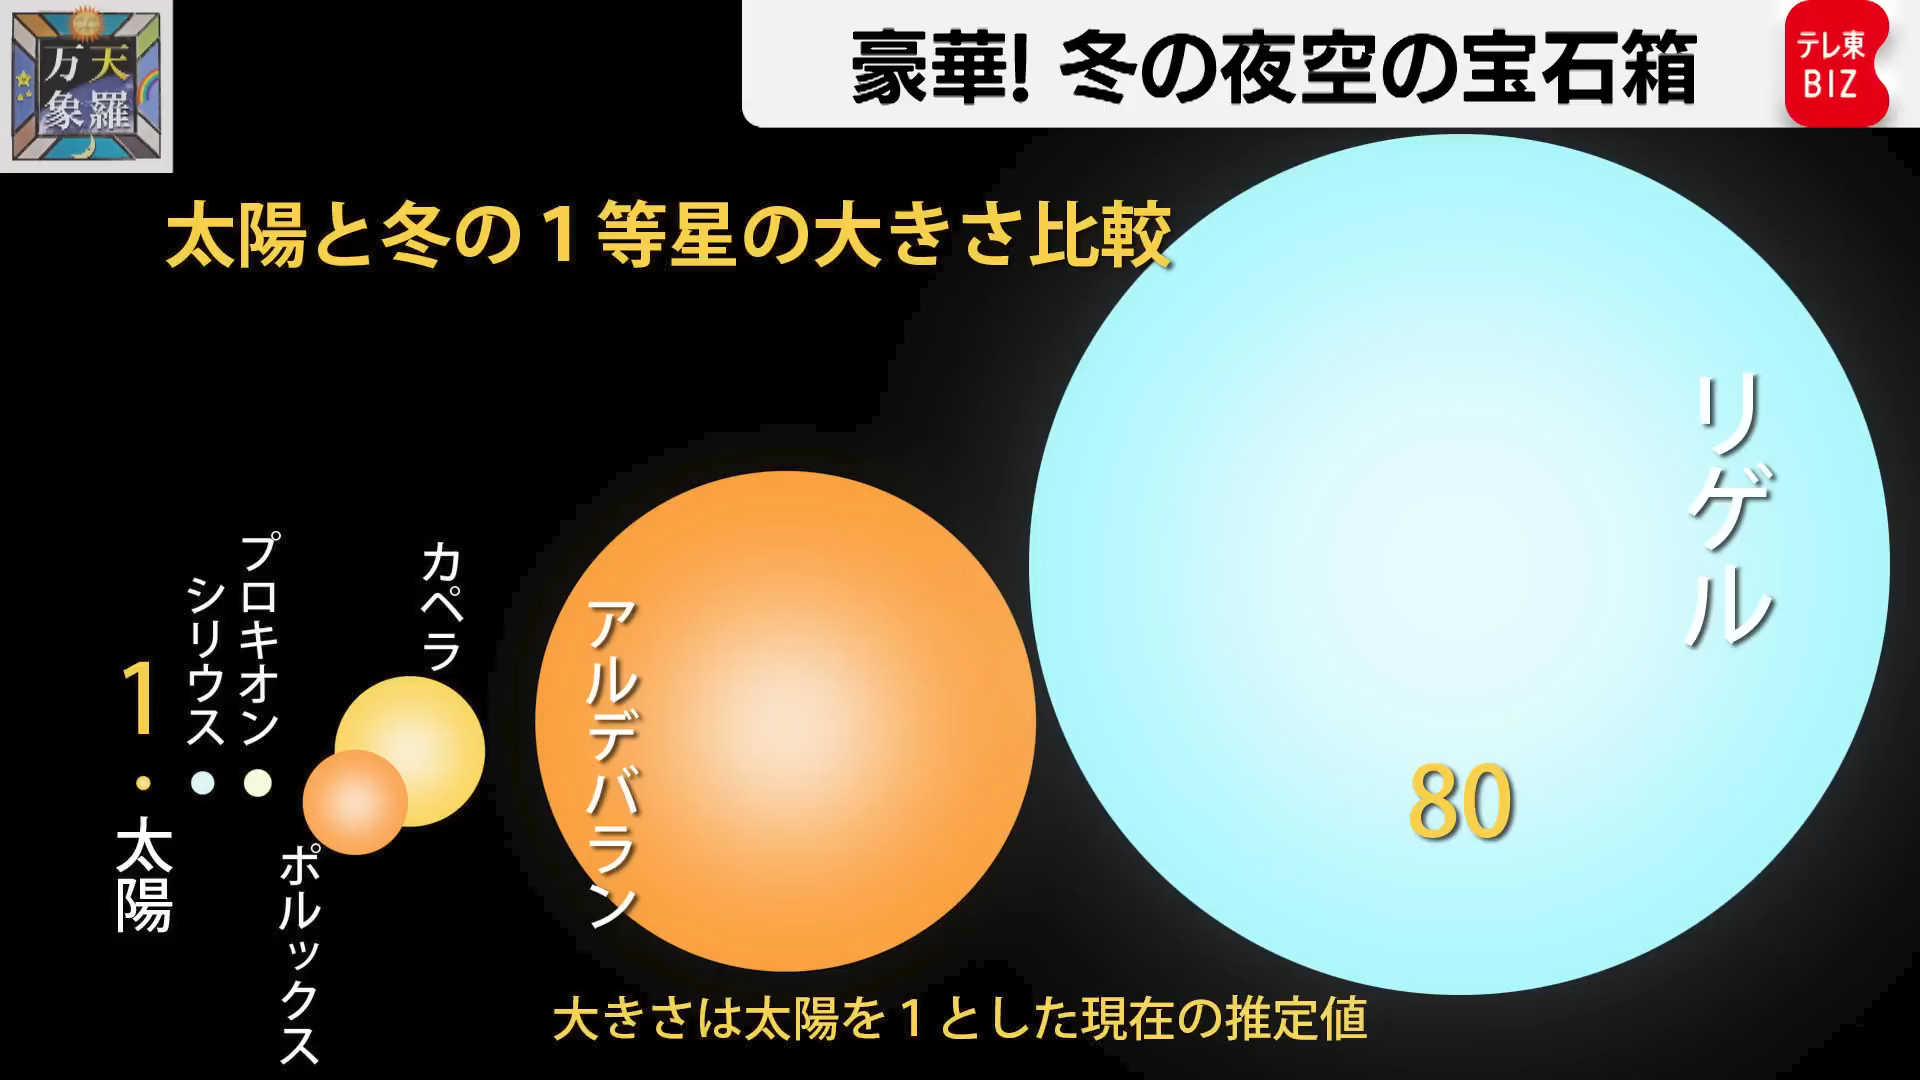 天羅
万象
豪華! 冬の夜空の宝石箱
テレ東
BIZ
太陽と冬の1等星の大きさ比較
1
太陽
シリウス
プロキオン
ポルックス
カペラ
アルデバラン
リゲル
80
大きさは太陽を1とした現在の推定値